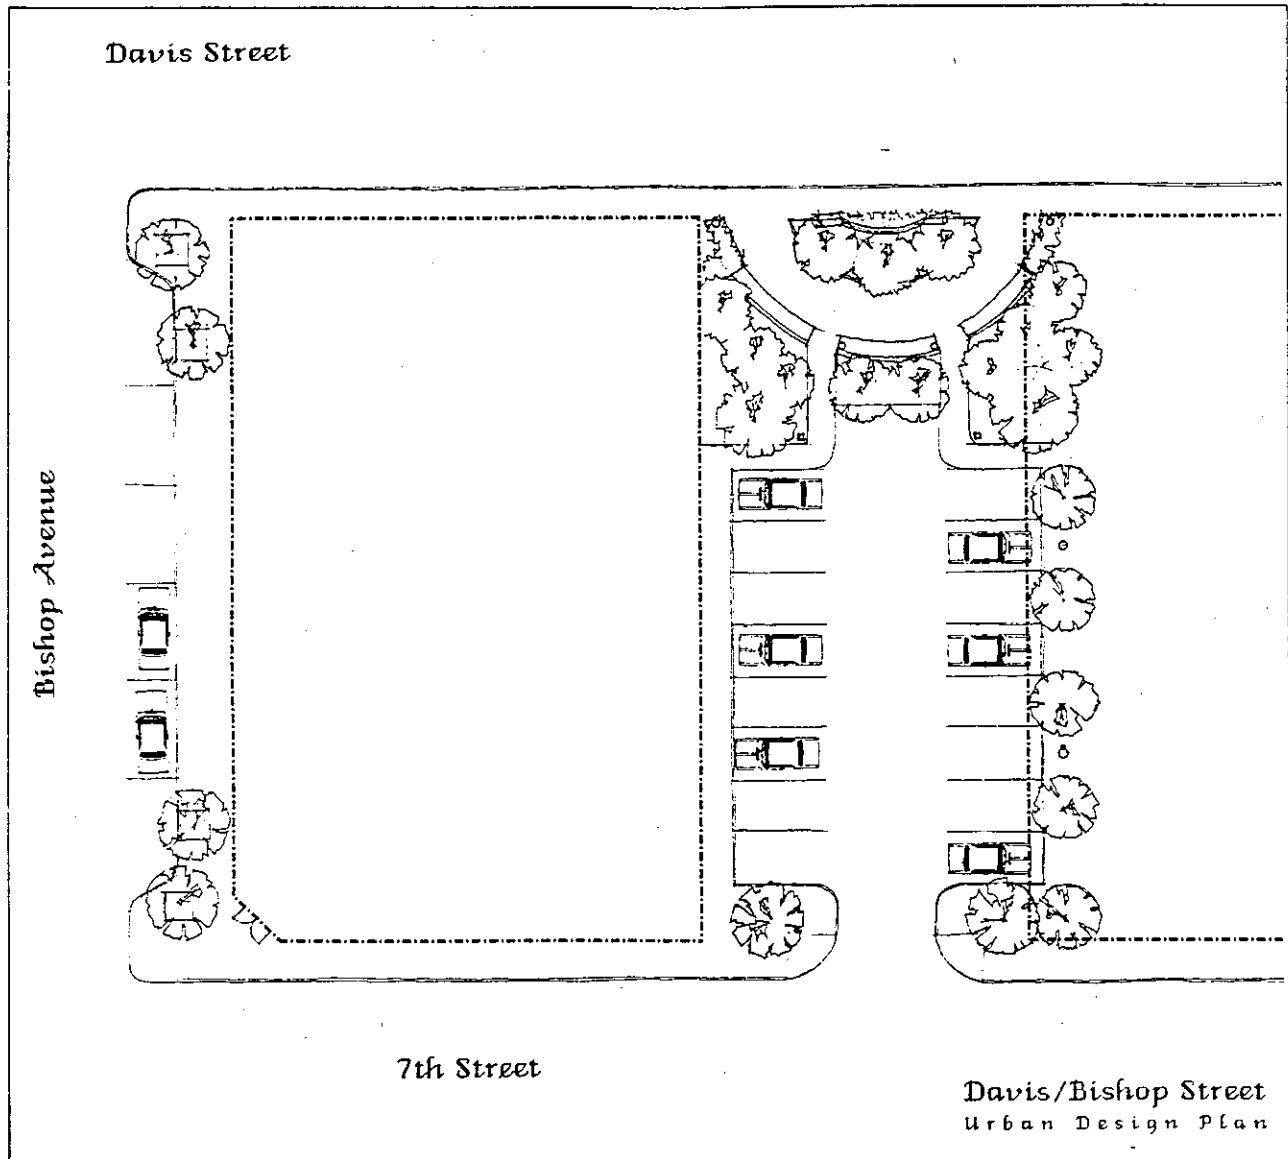 Davis Street
Bishop Avenue
7th Street
Davis/Bishop Street
Urban Design Plan